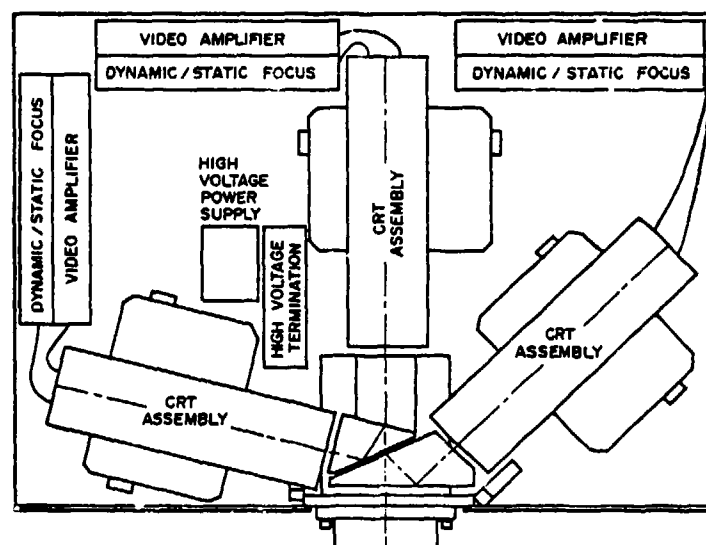 VIDEO AMPLIFIER
DYNAMIC/STATIC FOCUS
VIDEO AMPLIFIER
DYNAMIC/STATIC FOCUS
DYNAMIC/STATIC FOCUS
VIDEO AMPLIFIER
HIGH
VOLTAGE
POWER
SUPPLY
HIGH VOLTAGE
TERMINATION
CRT
ASSEMBLY
CRT
ASSEMBLY
CRT
ASSEMBLY